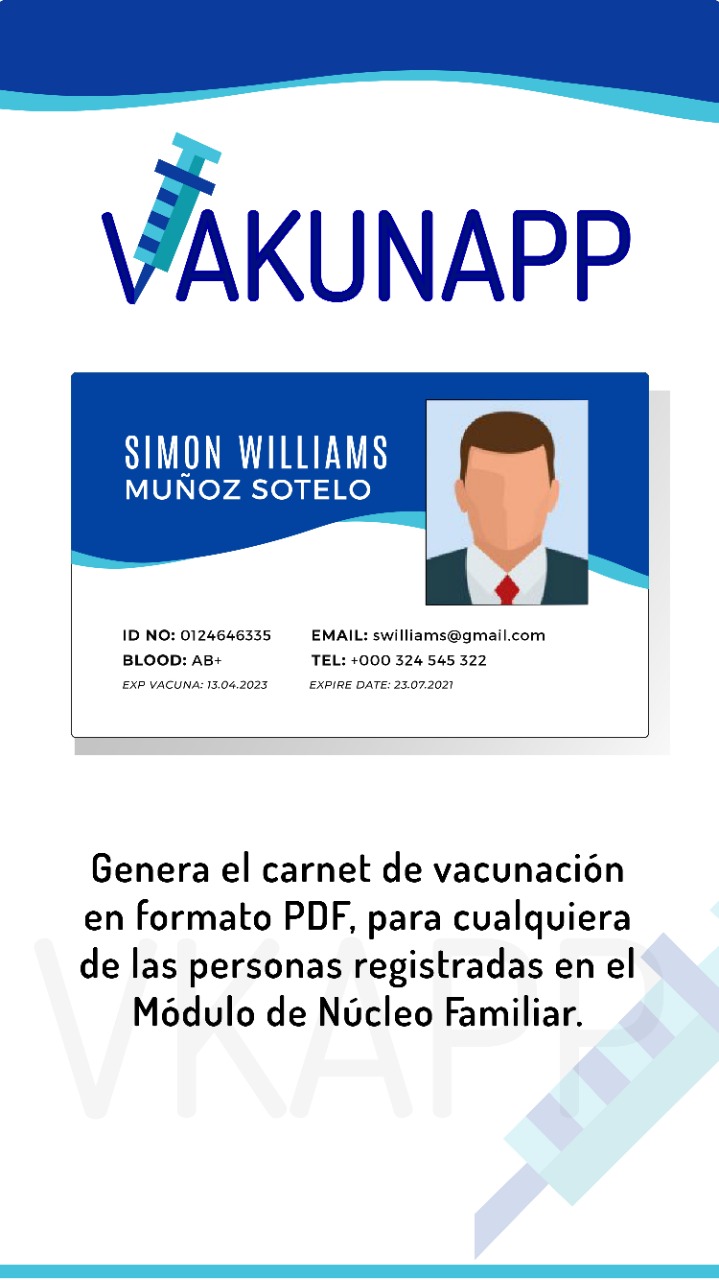 VAKUNAPP
SIMON WILLIAMS
MUÑOZ SOTELO
ID NO: 0124646335
EMAIL: swilliams@gmail.com
BLOOD: AB+
TEL: +000 324 545 322
EXP VACUNA: 13.04.2023
EXPIRE DATE: 23.07.2021
Genera el carnet de vacunación
en formato PDF, para cualquiera
de las personas registradas en el
Módulo de Núcleo Familiar.
VKAPP